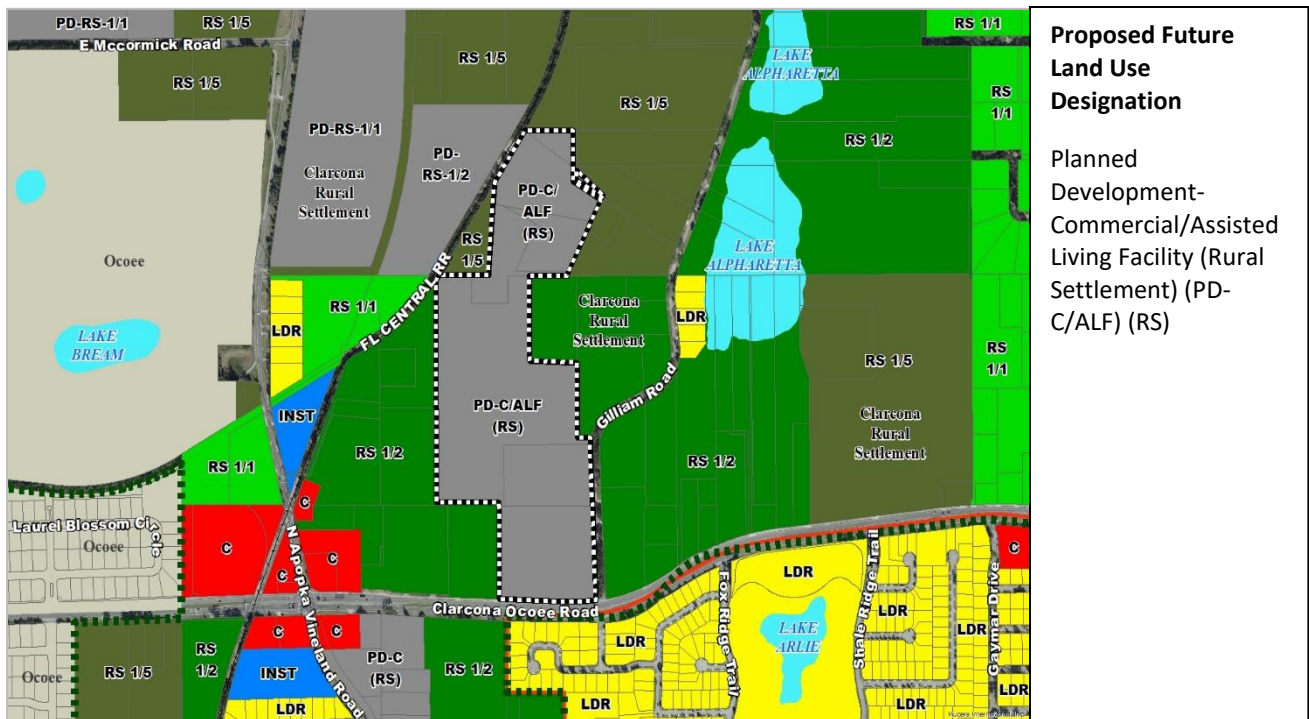 PD-RS-1/1
RS 1/5
E Mccormick Road
RS 1/5
RS 1/5
RS 1/5
LAKE
ALPHARETTA
RS 1/1
RS
1/1
PD-RS-1/1
Clarcona
Rural
Settlement
PD-
RS-1/2
RS 1/2
PD-C/
ALF
(RS)
RS
1/5
Ocoee
LAKE
ALPHARETTA
FL CENTRAL RR
RS 1/1
LDR
Clarcona
Rural
Settlement
LDR
LAKE
BREAM
RS
1/1
RS 1/5
Gilliam Road
INST
PD-C/ALF
(RS)
Clarcona
Rural
Settlement
RS 1/1
RS 1/2
RS 1/2
C
Laurel Blossom Circle
Ocoee
C
C
C
N Apopka Vineland Road
Clarcona Ocoee Road
LDR
C
Fox Ridge Trail
Shale Ridge Trail
Gaymar Drive
LDR
LDR
LAKE
ARLIE
C
C
LDR
LDR
RS 1/5
RS
1/2
Ocoee
INST
PD-C
(RS)
RS 1/2
LDR
LDR
LDR
LDR
Proposed Future
Land Use
Designation
Planned
Development-
Commercial/Assisted
Living Facility (Rural
Settlement) (PD-
C/ALF) (RS)